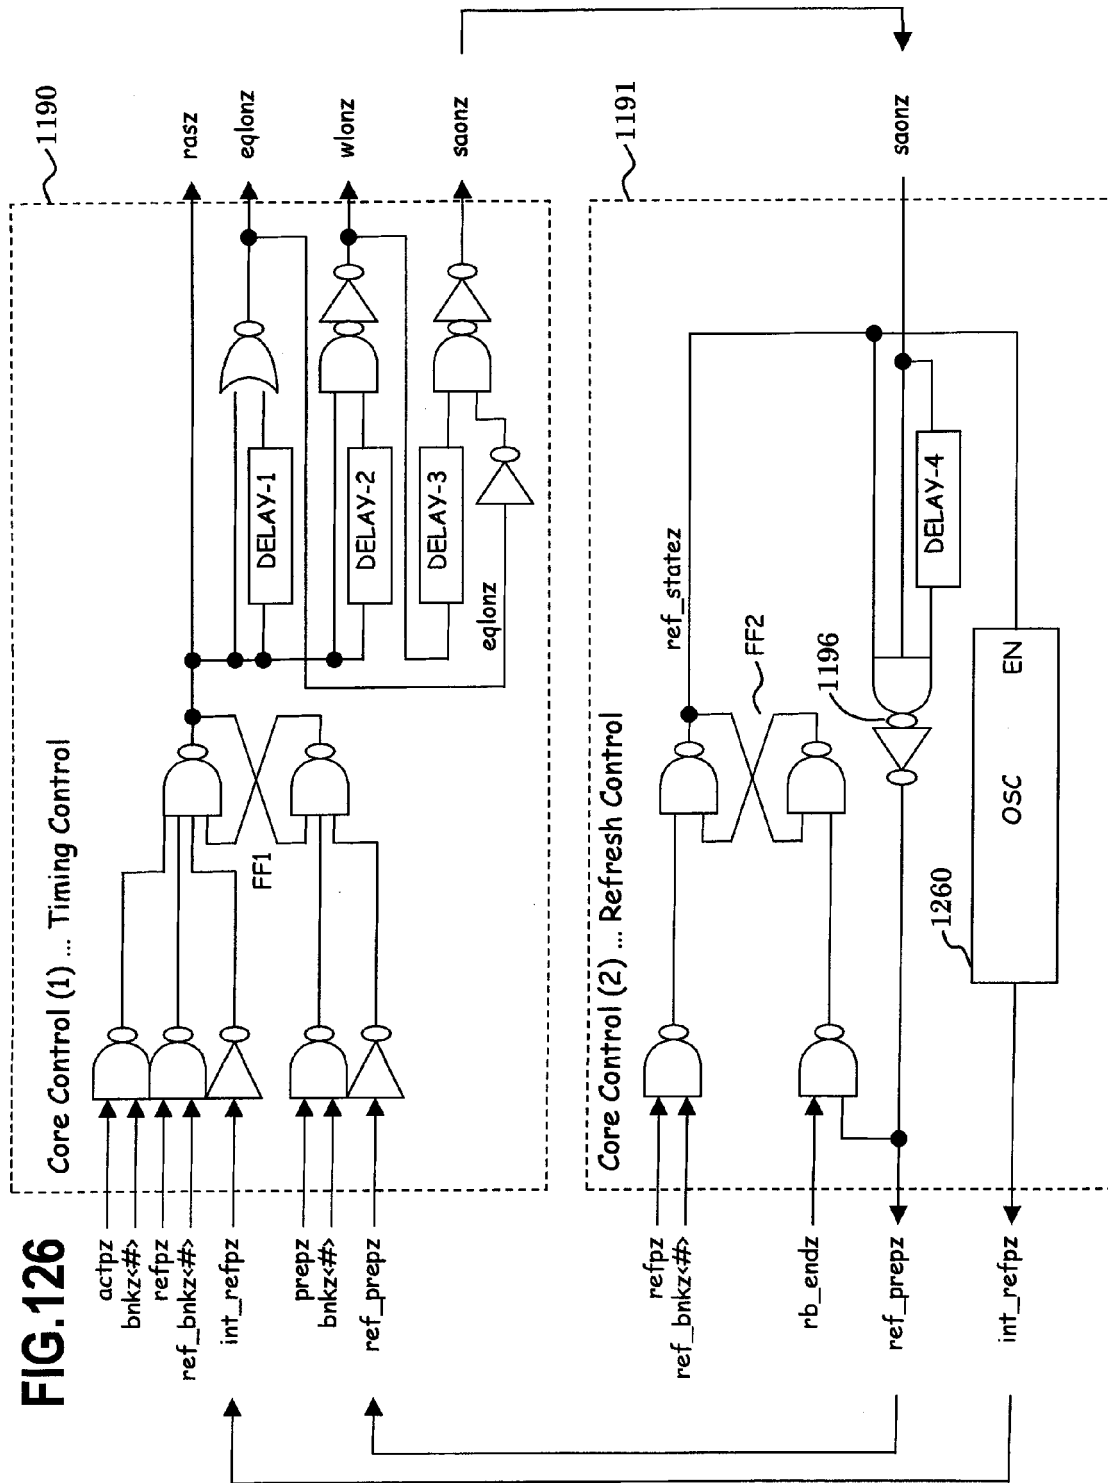 FIG.126
Core Control (1) ... Timing Control
1190
actpz
bnkz<#>
refpz
ref_bnkz<#>
int_refpz
prepz
bnkz<#>
ref_prepz
FF1
DELAY-1
DELAY-2
DELAY-3
eqlonz
rasz
eqlonz
wlonz
saonz
Core Control (2) ... Refresh Control
1191
refpz
ref_bnkz<#>
rb_endz
ref_prepz
int_refpz
ref_statez
FF2
1196
DELAY-4
1260
OSC
EN
saonz